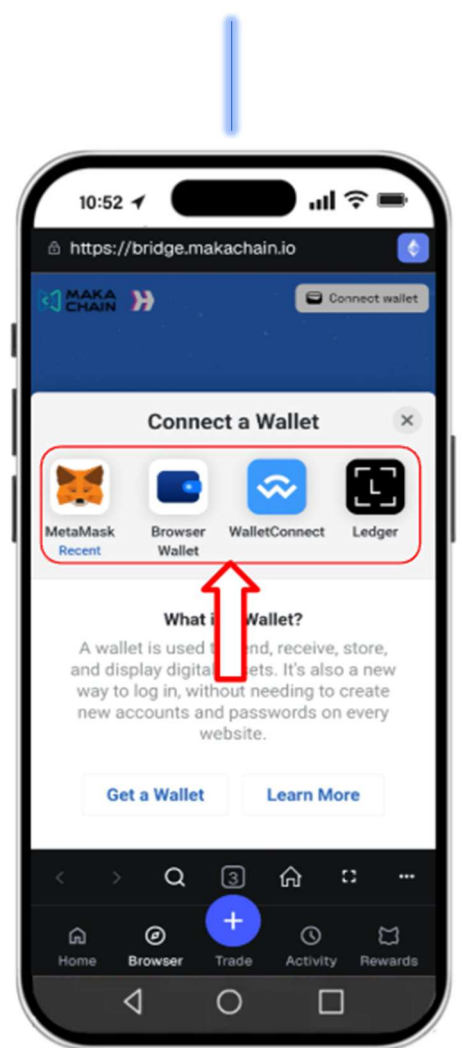 10:52
https://bridge.makachain.io
MAKA
CHAIN
Connect wallet
Connect a Wallet
MetaMask
Recent
Browser
Wallet
WalletConnect
Ledger
What i Wallet?
A wallet is used end, receive, store,
and display digital ets. It's also a new
way to log in, without needing to create
new accounts and passwords on every
website.
Get a Wallet
Learn More
3
Home
Browser
Trade
Activity
Rewards